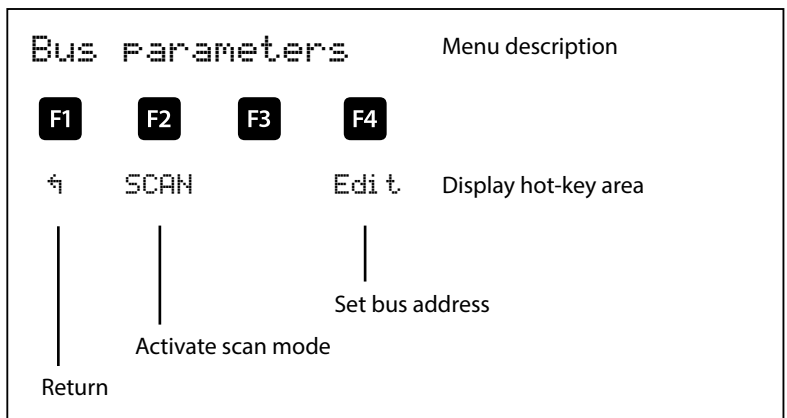 Bus parameters Menu description
F1 F2 F3 F4
↰ SCAN Edit Display hot-key area
Set bus address
Activate scan mode
Return